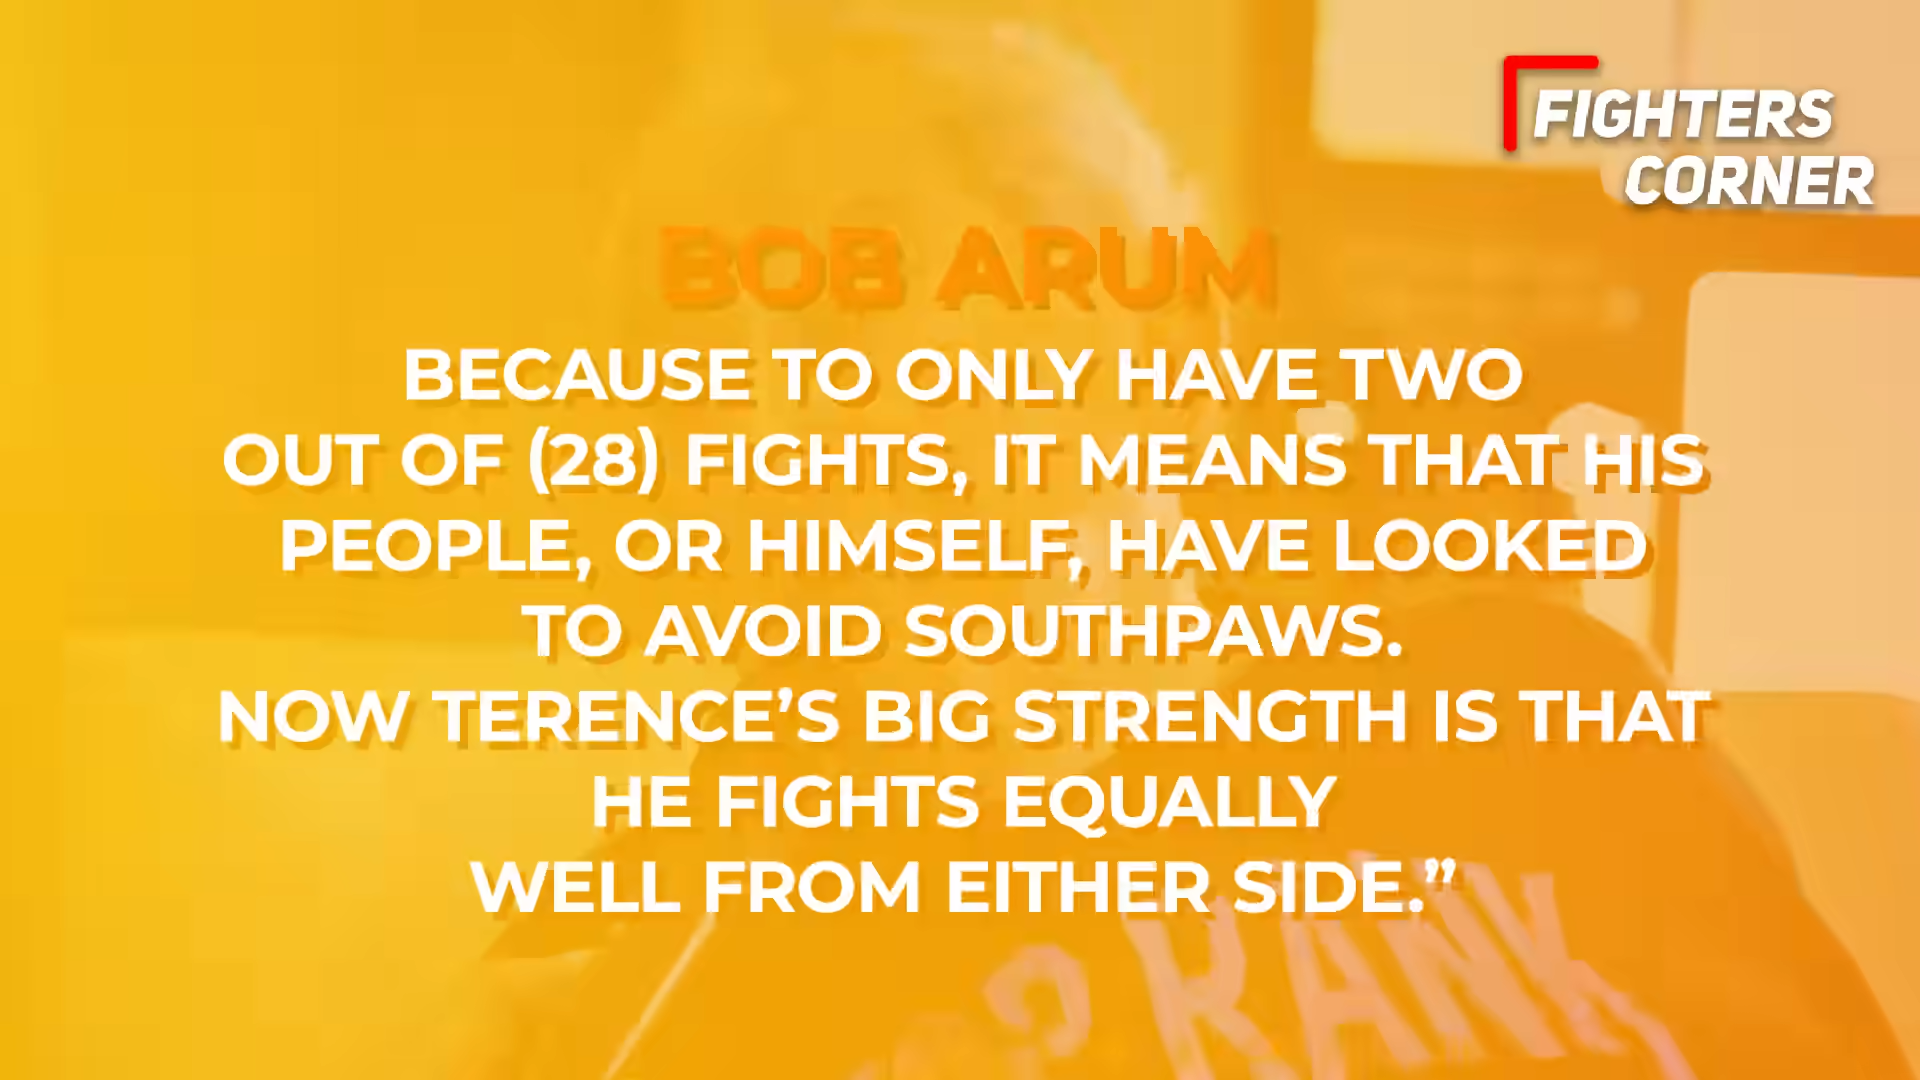 FIGHTERS
CORNER
BOB ARUM
BECAUSE TO ONLY HAVE TWO
OUT OF (28) FIGHTS, IT MEANS THAT HIS
PEOPLE, OR HIMSELF, HAVE LOOKED
TO AVOID SOUTHPAWS.
NOW TERENCE’S BIG STRENGTH IS THAT
HE FIGHTS EQUALLY
WELL FROM EITHER SIDE.”
RANK